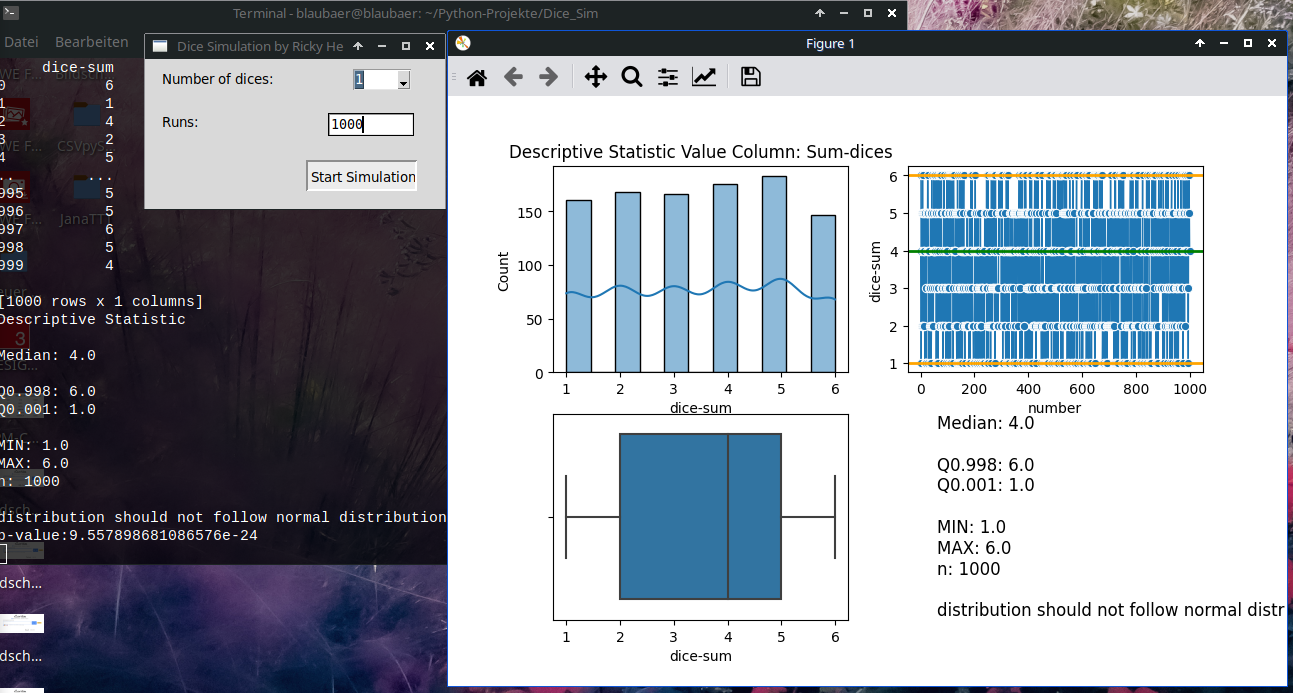 Terminal - blaubaer@blaubaer: ~/Python-Projekte/Dice_Sim
Datei Bearbeiten
dice-sum
0 6
1 1
2 4
3 2
4 5
.. ...
995 5
996 5
997 6
998 5
999 4
[1000 rows x 1 columns]
Descriptive Statistic
Median: 4.0
Q0.998: 6.0
Q0.001: 1.0
MIN: 1.0
MAX: 6.0
n: 1000
distribution should not follow normal distribution
p-value:9.557898681086576e-24
dsch...
dsch...
Dice Simulation by Ricky He
Number of dices: 1
Runs: 1000
Start Simulation
Figure 1
Descriptive Statistic Value Column: Sum-dices
Count
150
100
50
0
1 2 3 4 5 6
dice-sum
dice-sum
6
5
4
3
2
1
0 200 400 600 800 1000
number
1 2 3 4 5 6
dice-sum
Median: 4.0
Q0.998: 6.0
Q0.001: 1.0
MIN: 1.0
MAX: 6.0
n: 1000
distribution should not follow normal distr